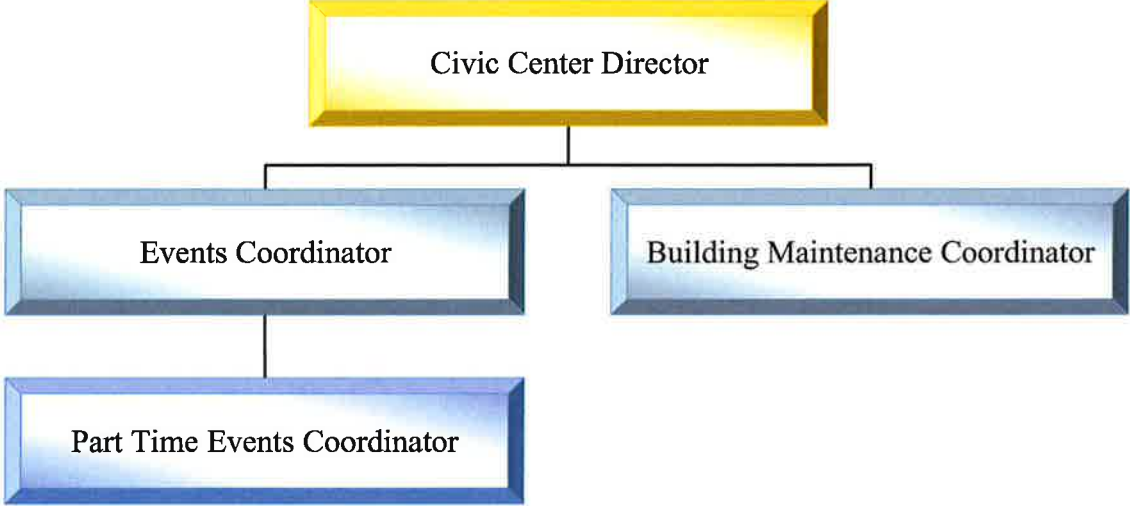 Civic Center Director
Events Coordinator
Building Maintenance Coordinator
Part Time Events Coordinator